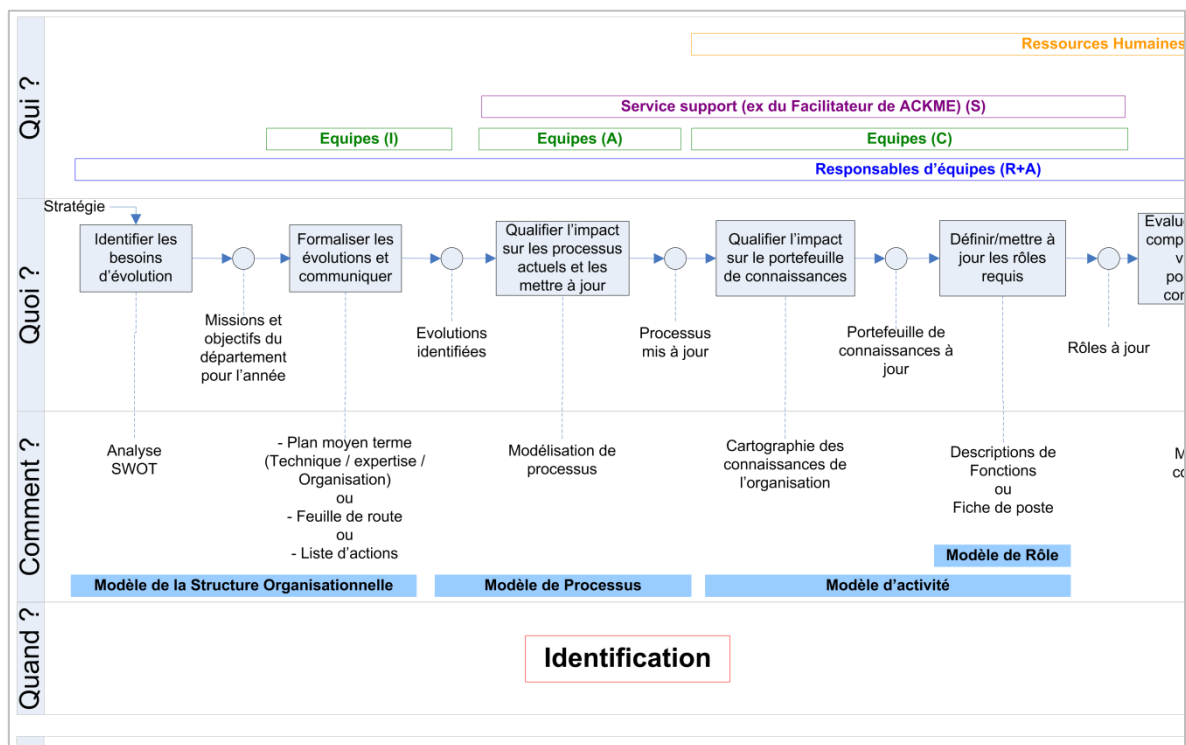 Qui ?
Ressources Humaines
Service support (ex du Facilitateur de ACKME) (S)
Equipes (I)
Equipes (A)
Equipes (C)
Responsables d’équipes (R+A)
Quoi ?
Stratégie
Identifier les
besoins
d’évolution
Formaliser les
évolutions et
communiquer
Qualifier l’impact
sur les processus
actuels et les
mettre à jour
Qualifier l’impact
sur le portefeuille
de connaissances
Définir/mettre à
jour les rôles
requis
Missions et
objectifs du
département
pour l’année
Evolutions
identifiées
Processus
mis à jour
Portefeuille de
connaissances à
jour
Rôles à jour
Comment ?
Analyse
SWOT
- Plan moyen terme
(Technique / expertise /
Organisation)
ou
- Feuille de route
ou
- Liste d’actions
Modélisation de
processus
Cartographie des
connaissances de
l’organisation
Descriptions de
Fonctions
ou
Fiche de poste
Modèle de Rôle
Modèle de la Structure Organisationnelle
Modèle de Processus
Modèle d’activité
Quand ?
Identification